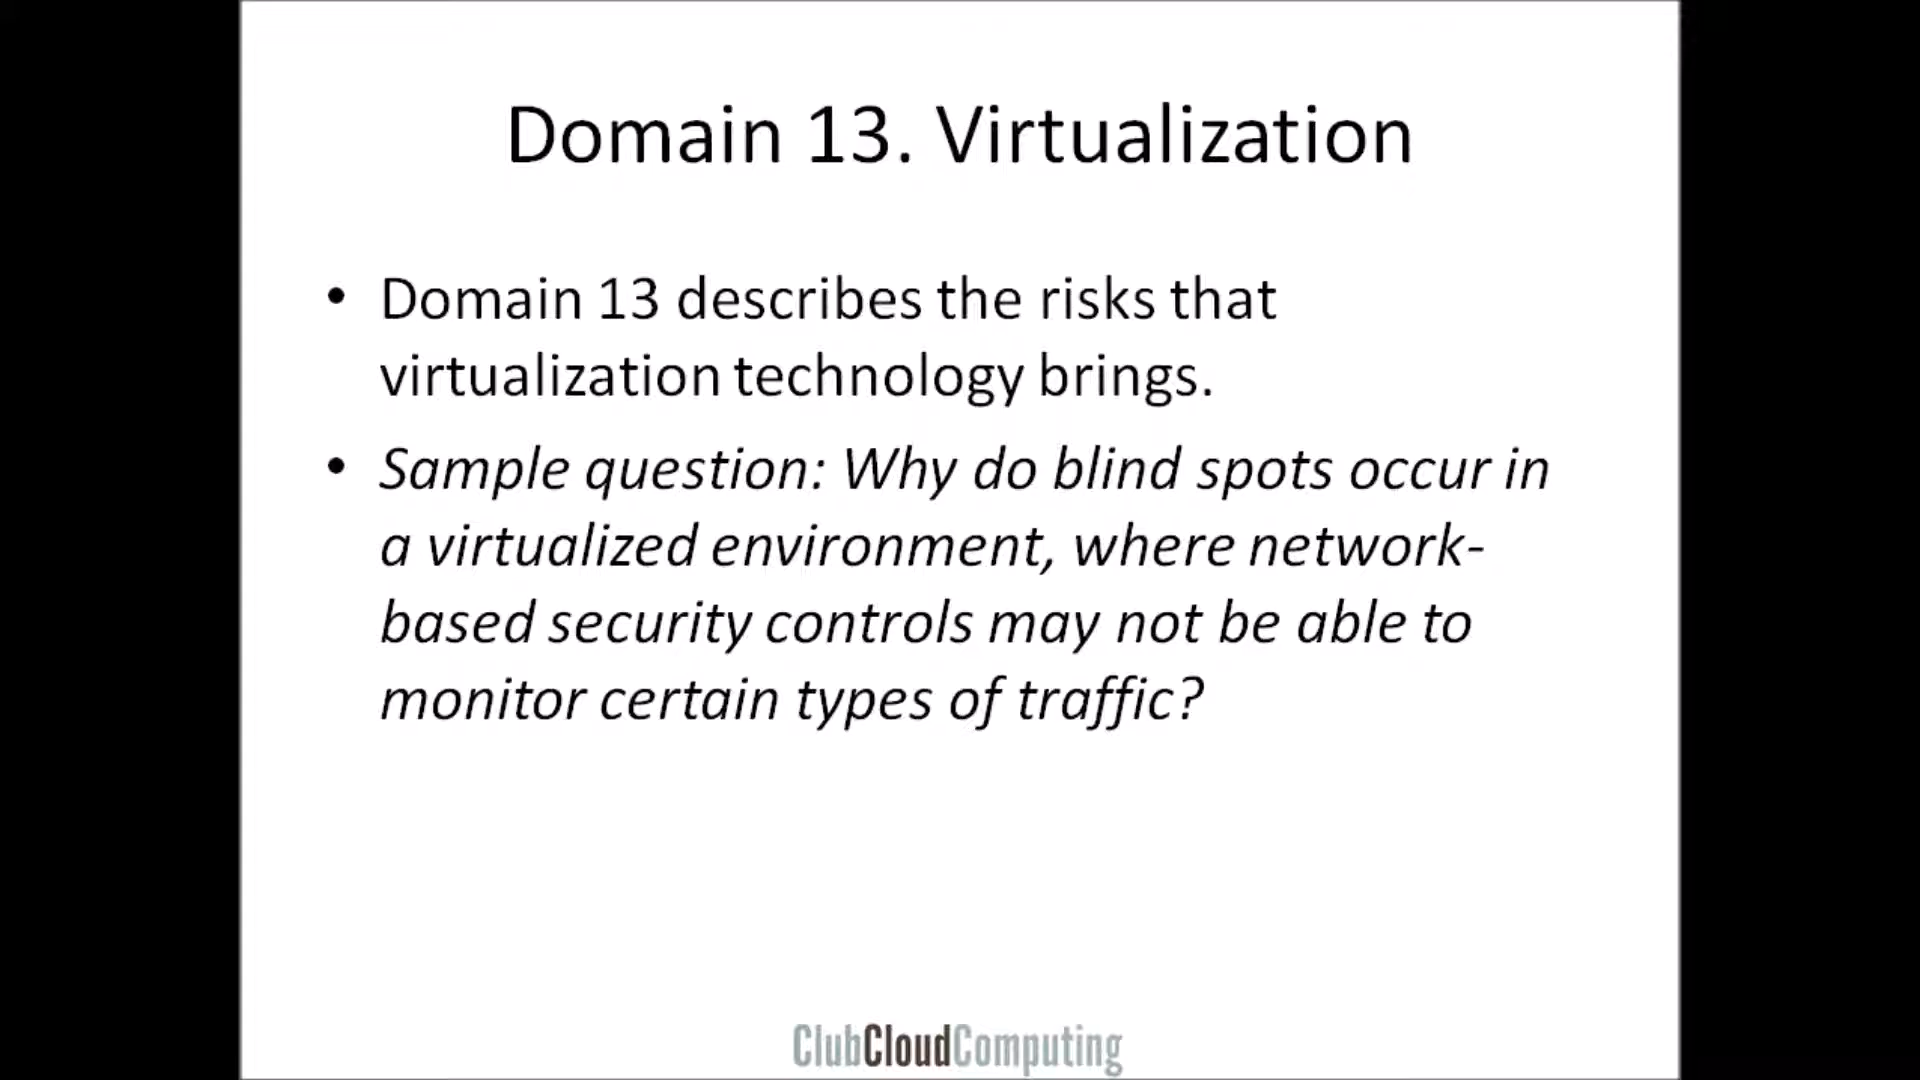 Domain 13. Virtualization
• Domain 13 describes the risks that
virtualization technology brings.
• Sample question: Why do blind spots occur in
a virtualized environment, where network-
based security controls may not be able to
monitor certain types of traffic?
ClubCloudComputing